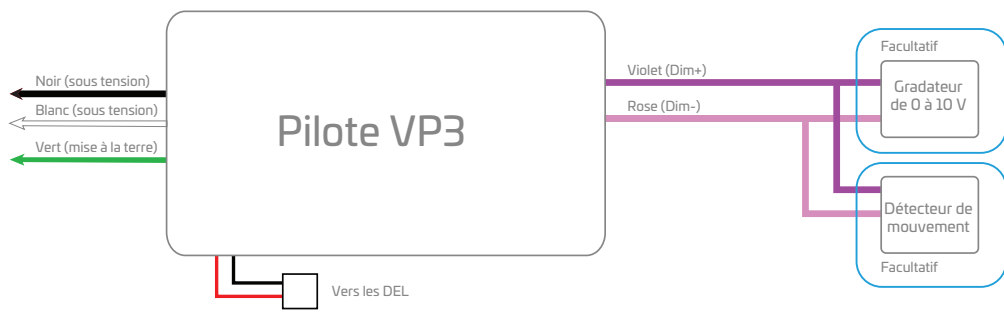 Noir (sous tension)
Blanc (sous tension)
Vert (mise à la terre)
Pilote VP3
Violet (Dim+)
Rose (Dim-)
Facultatif
Gradateur
de 0 à 10 V
Détecteur de
mouvement
Facultatif
Vers les DEL